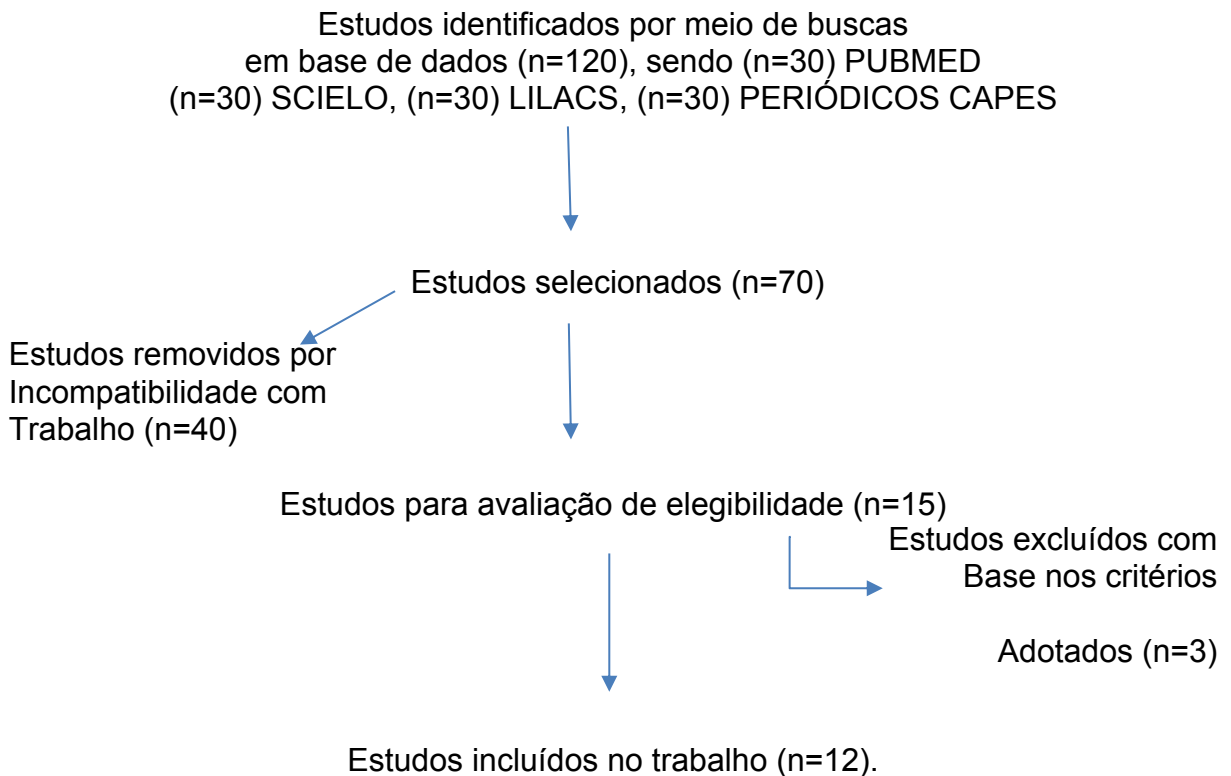 Estudos identificados por meio de buscas
em base de dados (n=120), sendo (n=30) PUBMED
(n=30) SCIELO, (n=30) LILACS, (n=30) PERIÓDICOS CAPES
Estudos selecionados (n=70)
Estudos removidos por
Incompatibilidade com
Trabalho (n=40)
Estudos para avaliação de elegibilidade (n=15)
Estudos excluídos com
Base nos critérios
Adotados (n=3)
Estudos incluídos no trabalho (n=12).